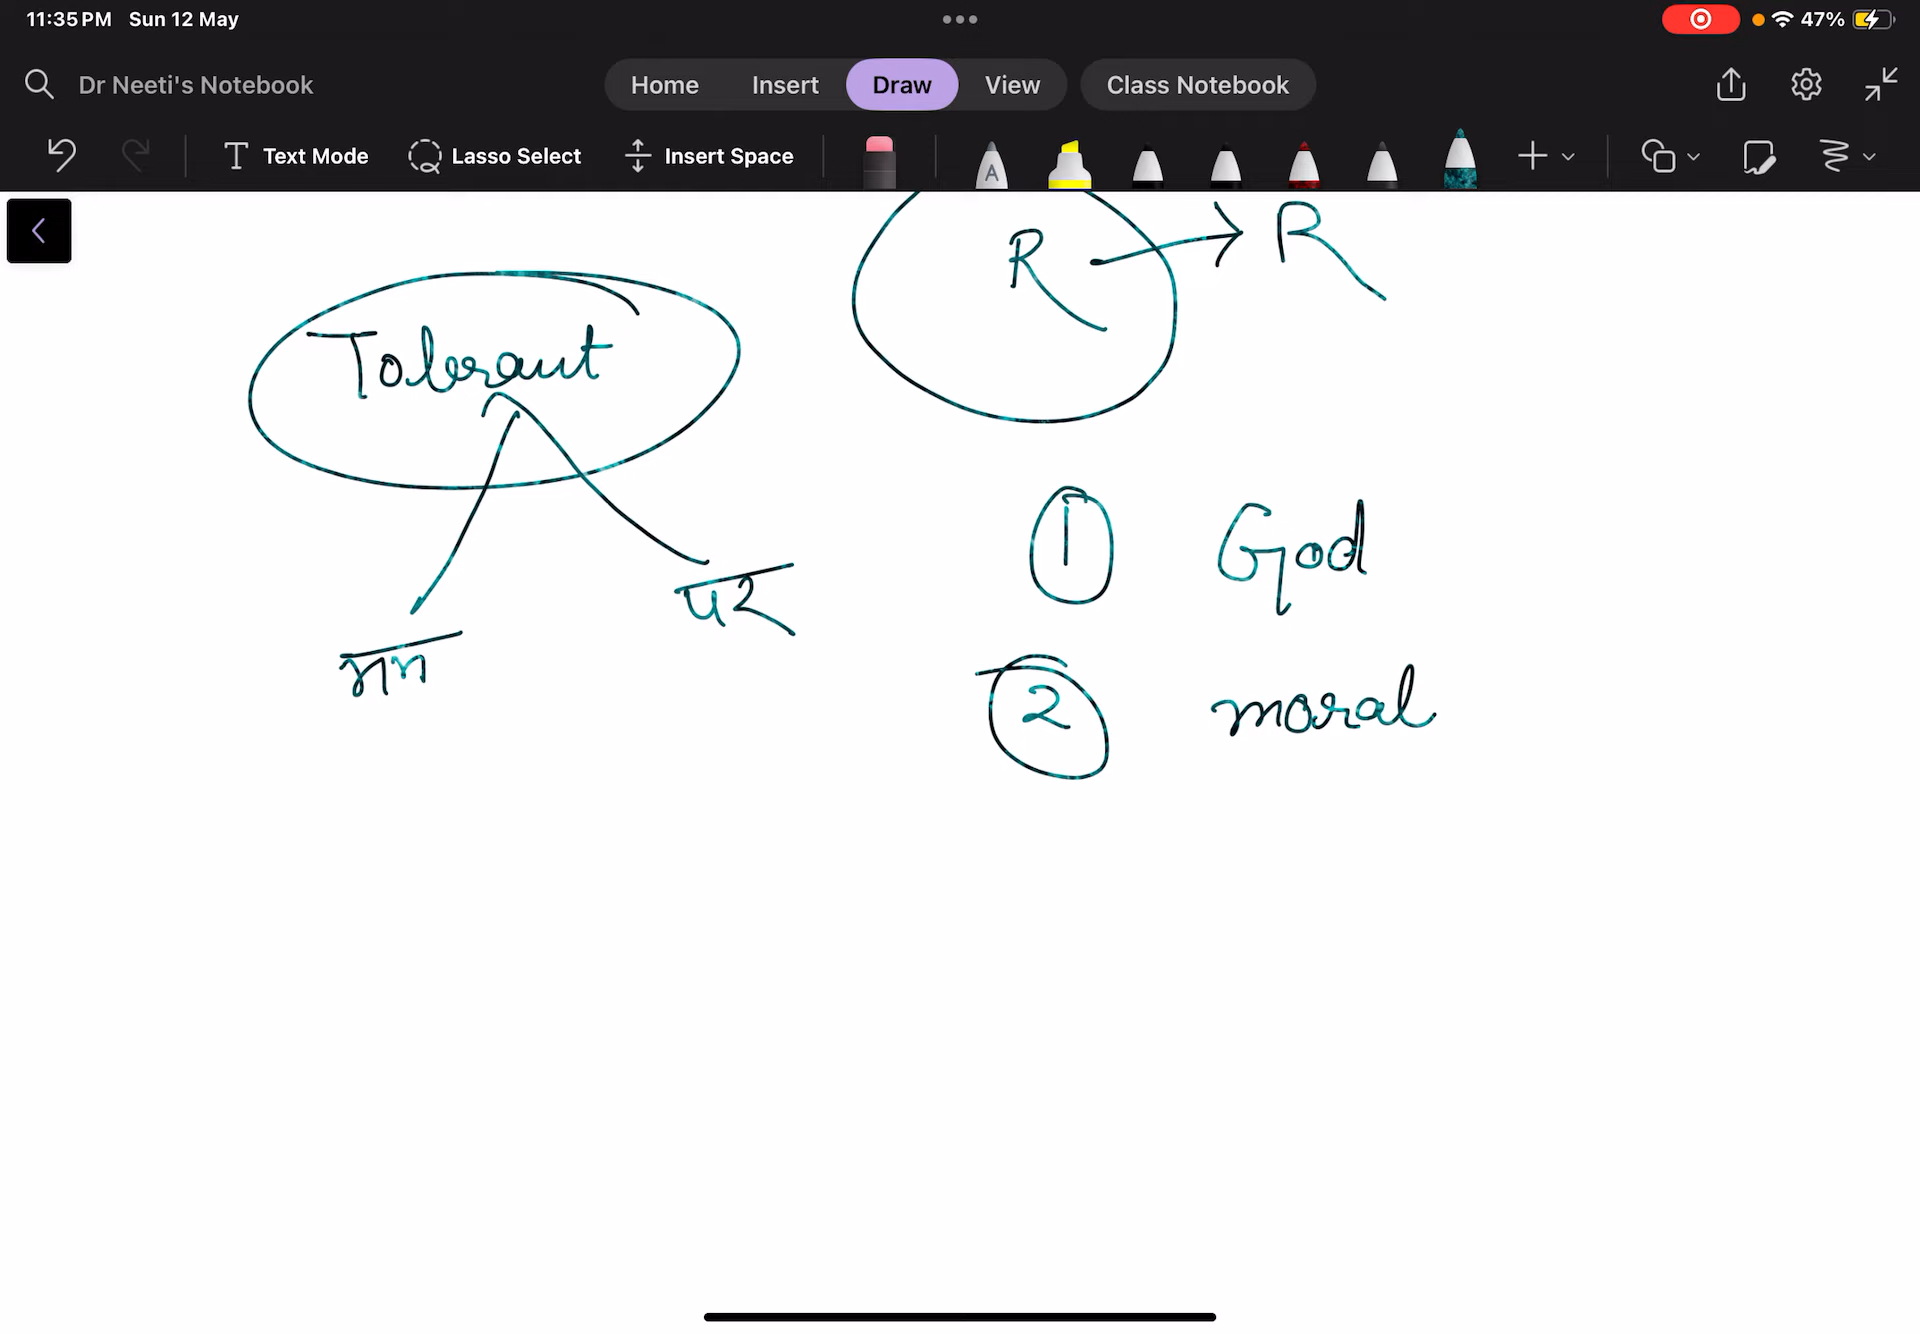 11:35 PM Sun 12 May 47%
Dr Neeti's Notebook Home Insert Draw View Class Notebook
Text Mode Lasso Select Insert Space A
R → R
Tolerant
① God
पर
मन
② moral